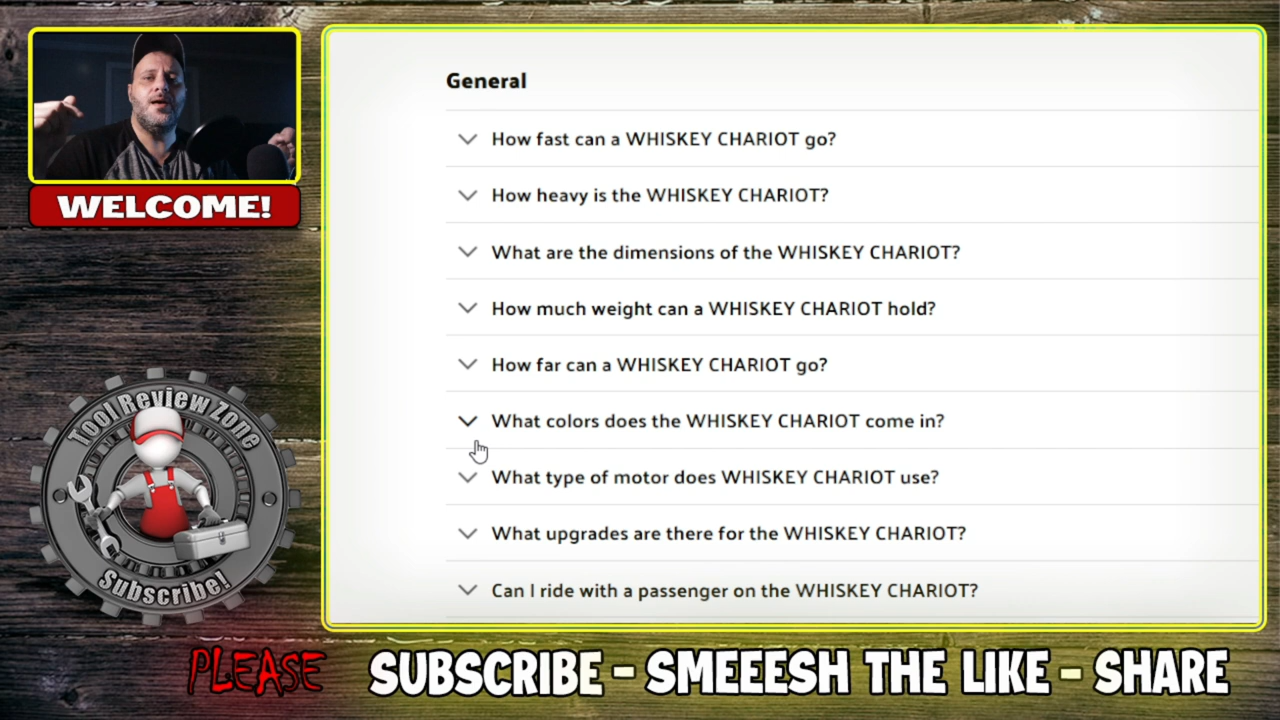 WELCOME!
Tool Review Zone
Subscribe!
General
How fast can a WHISKEY CHARIOT go?
How heavy is the WHISKEY CHARIOT?
What are the dimensions of the WHISKEY CHARIOT?
How much weight can a WHISKEY CHARIOT hold?
How far can a WHISKEY CHARIOT go?
What colors does the WHISKEY CHARIOT come in?
What type of motor does WHISKEY CHARIOT use?
What upgrades are there for the WHISKEY CHARIOT?
Can I ride with a passenger on the WHISKEY CHARIOT?
PLEASE SUBSCRIBE - SMEEESH THE LIKE - SHARE